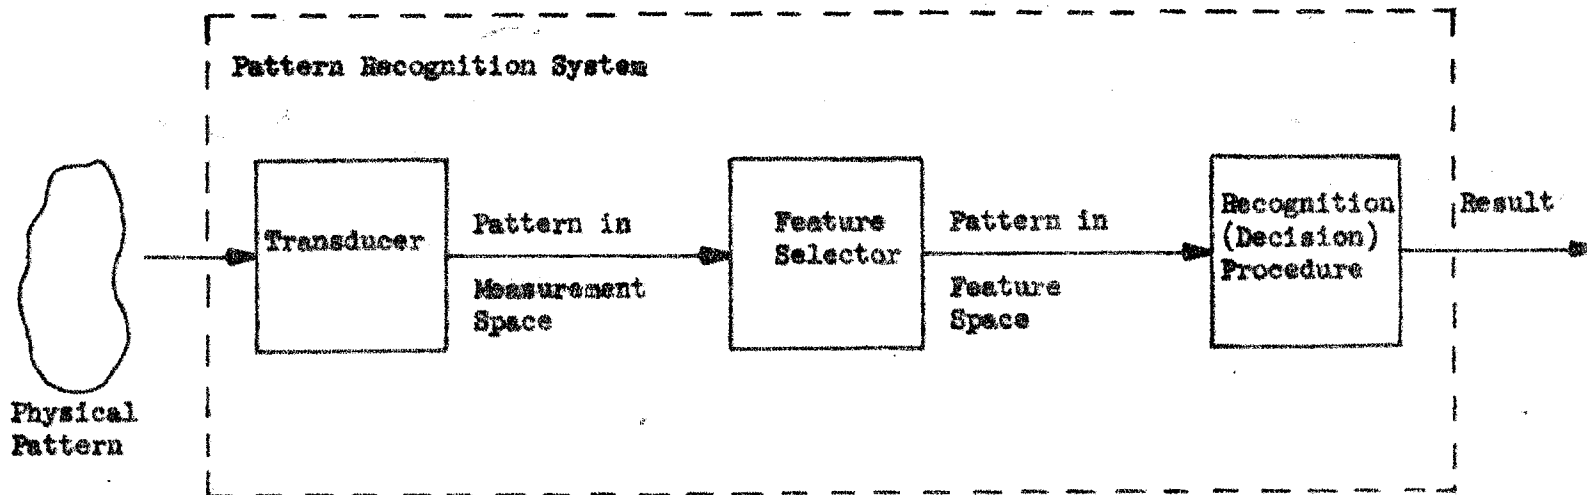 Pattern Recognition System
Physical
Pattern
Transducer
Pattern in
Measurement
Space
Feature
Selector
Pattern in
Feature
Space
Recognition
(Decision)
Procedure
Result